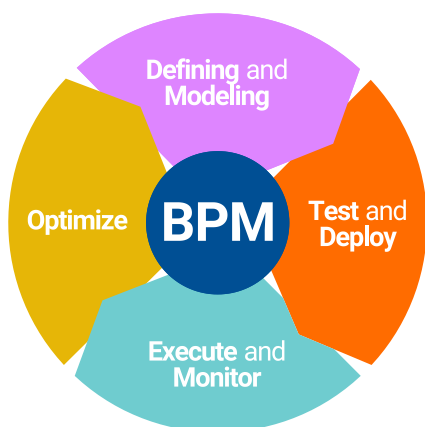 Defining and
Modeling
Optimize
BPM
Test and
Deploy
Execute and
Monitor